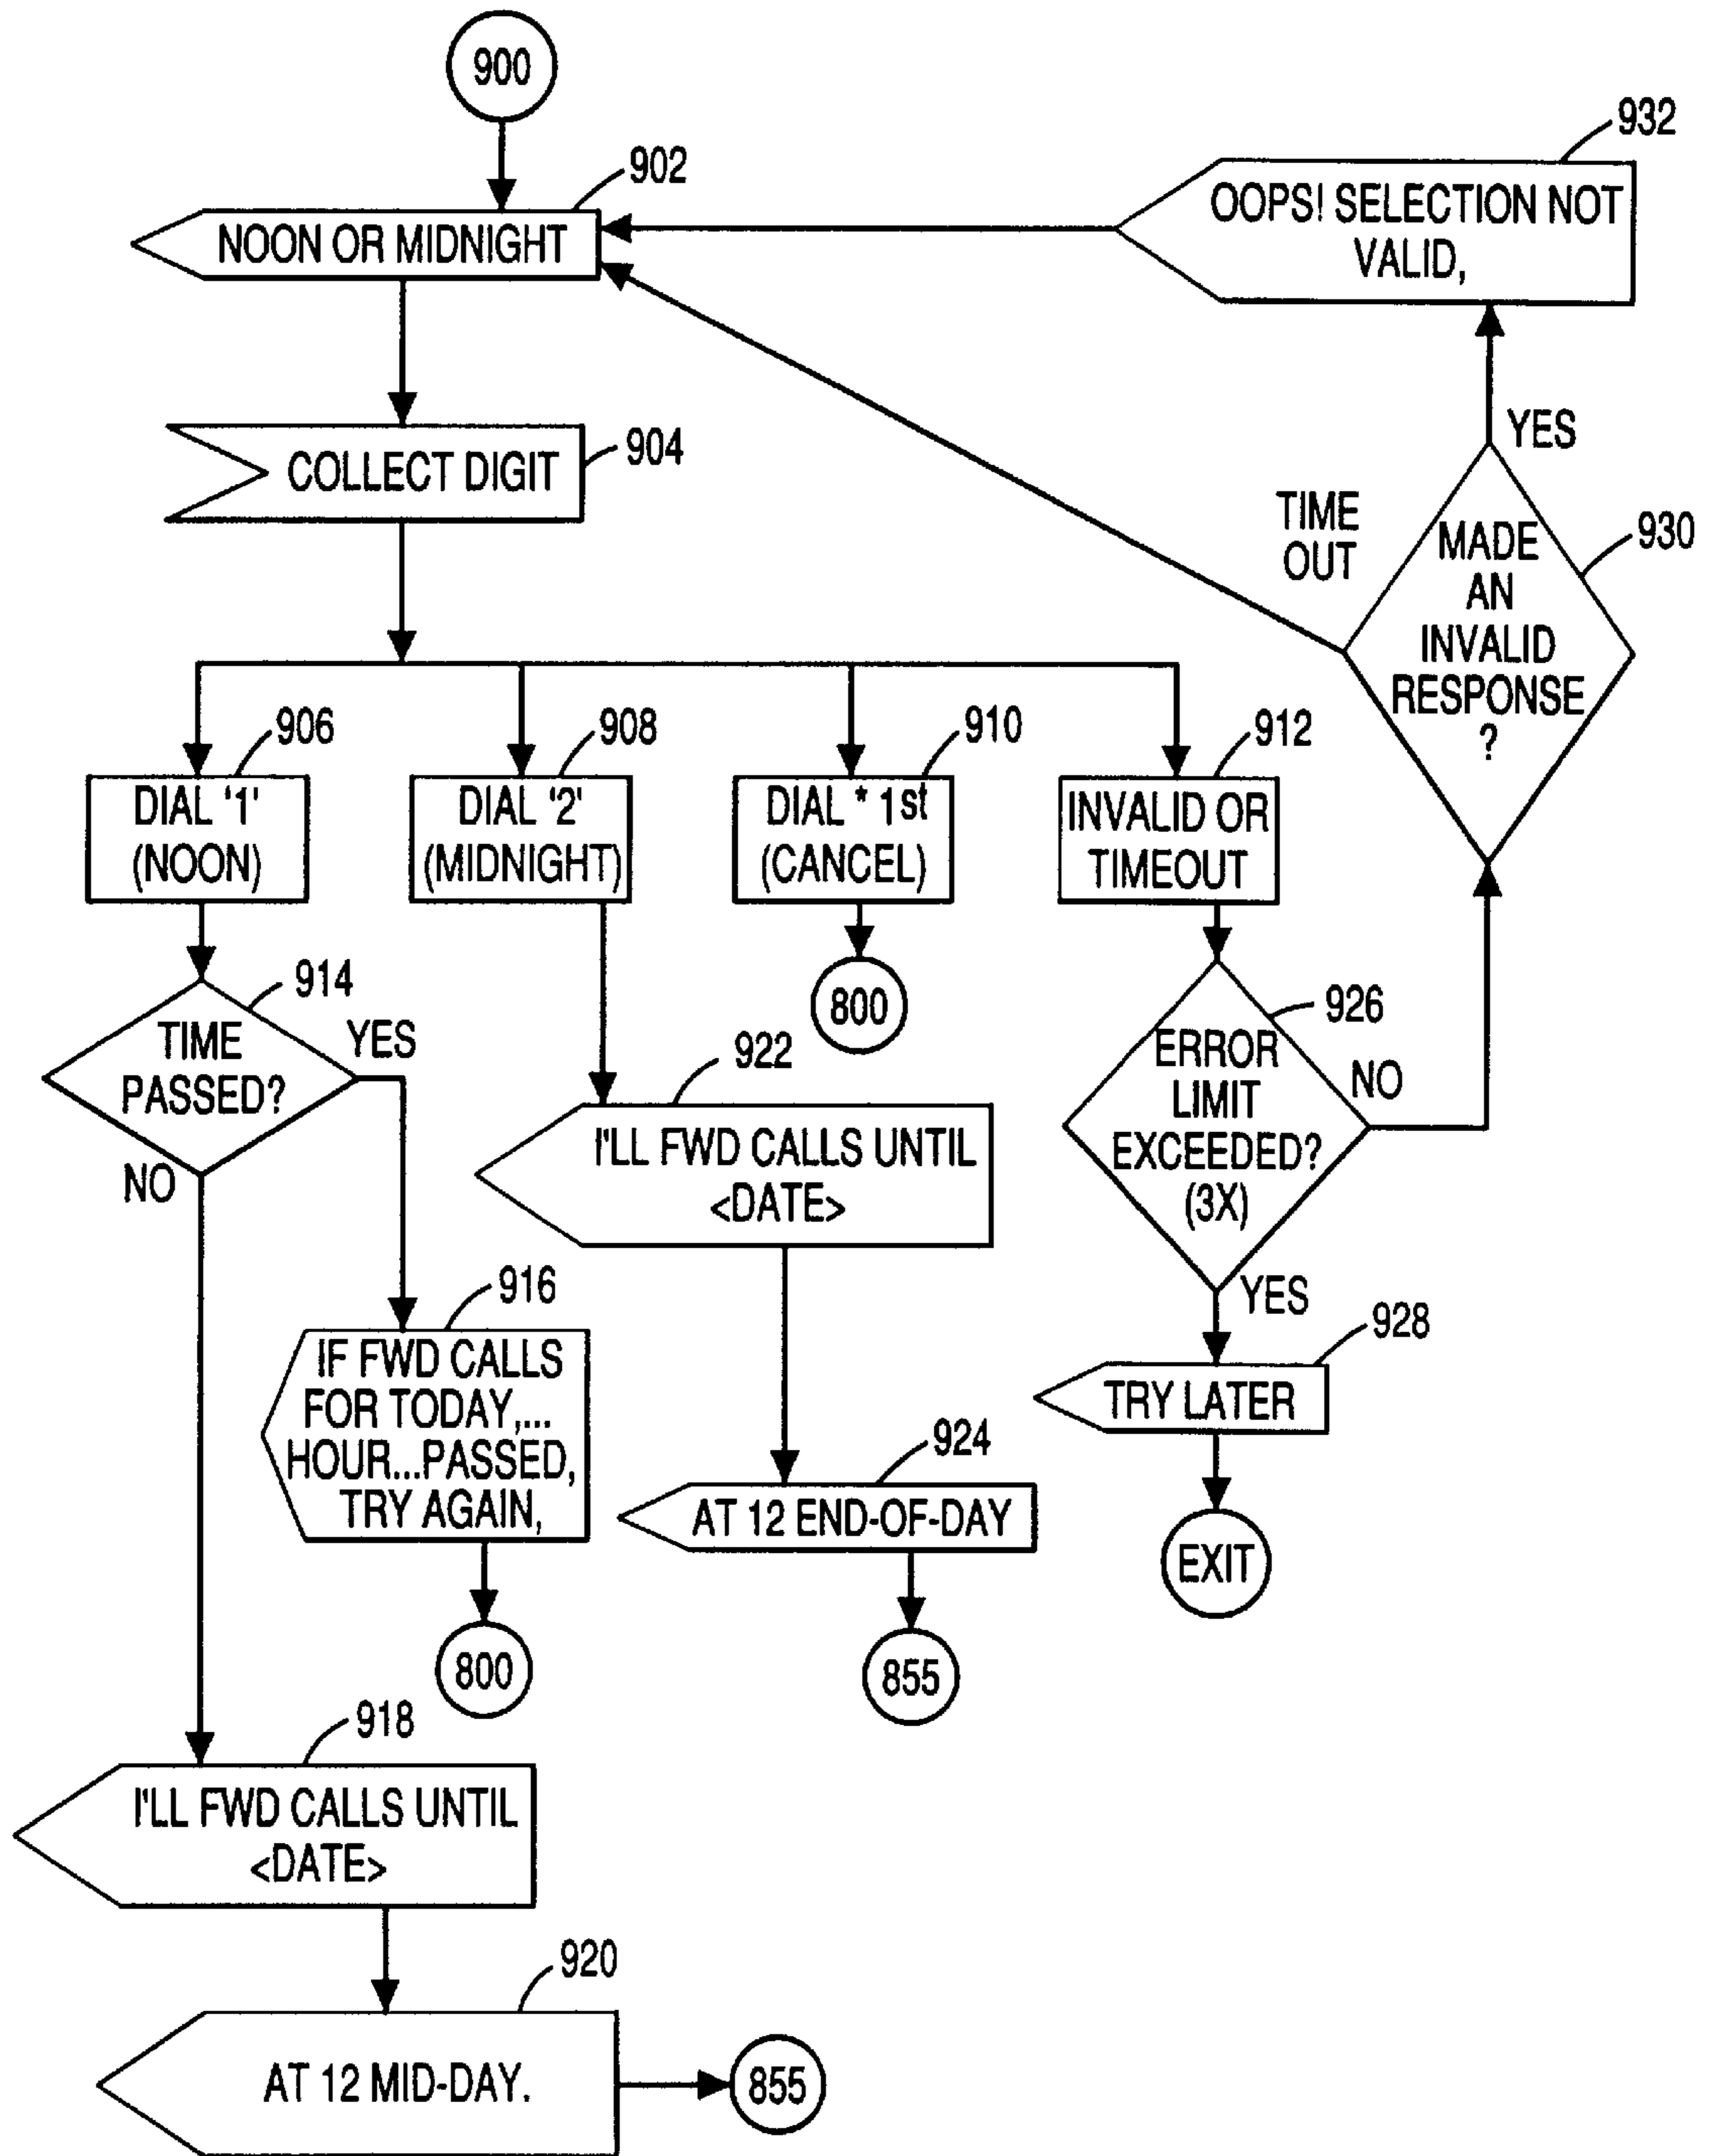 900
902
NOON OR MIDNIGHT
932
OOPS! SELECTION NOT
VALID,
904
COLLECT DIGIT
YES
TIME
OUT
930
MADE
AN
INVALID
RESPONSE
?
906
DIAL '1'
(NOON)
908
DIAL '2'
(MIDNIGHT)
910
DIAL * 1st
(CANCEL)
912
INVALID OR
TIMEOUT
800
914
TIME
PASSED?
YES
NO
922
I'LL FWD CALLS UNTIL
<DATE>
926
ERROR
LIMIT
EXCEEDED?
(3X)
NO
YES
916
IF FWD CALLS
FOR TODAY,...
HOUR...PASSED,
TRY AGAIN,
800
924
AT 12 END-OF-DAY
855
928
TRY LATER
EXIT
918
I'LL FWD CALLS UNTIL
<DATE>
920
AT 12 MID-DAY.
855